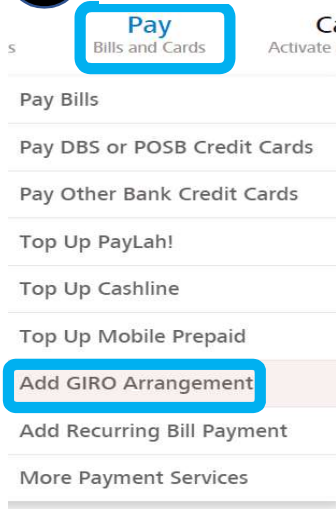 Pay Ca
s Bills and Cards Activate
Pay Bills
Pay DBS or POSB Credit Cards
Pay Other Bank Credit Cards
Top Up PayLah!
Top Up Cashline
Top Up Mobile Prepaid
Add GIRO Arrangement
Add Recurring Bill Payment
More Payment Services